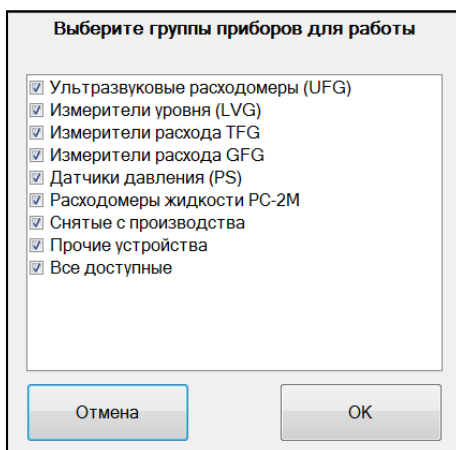 Выберите группы приборов для работы
Ультразвуковые расходомеры (UFG)
Измерители уровня (LVG)
Измерители расхода TFG
Измерители расхода GFG
Датчики давления (PS)
Расходомеры жидкости РС-2М
Снятые с производства
Прочие устройства
Все доступные
Отмена
OK